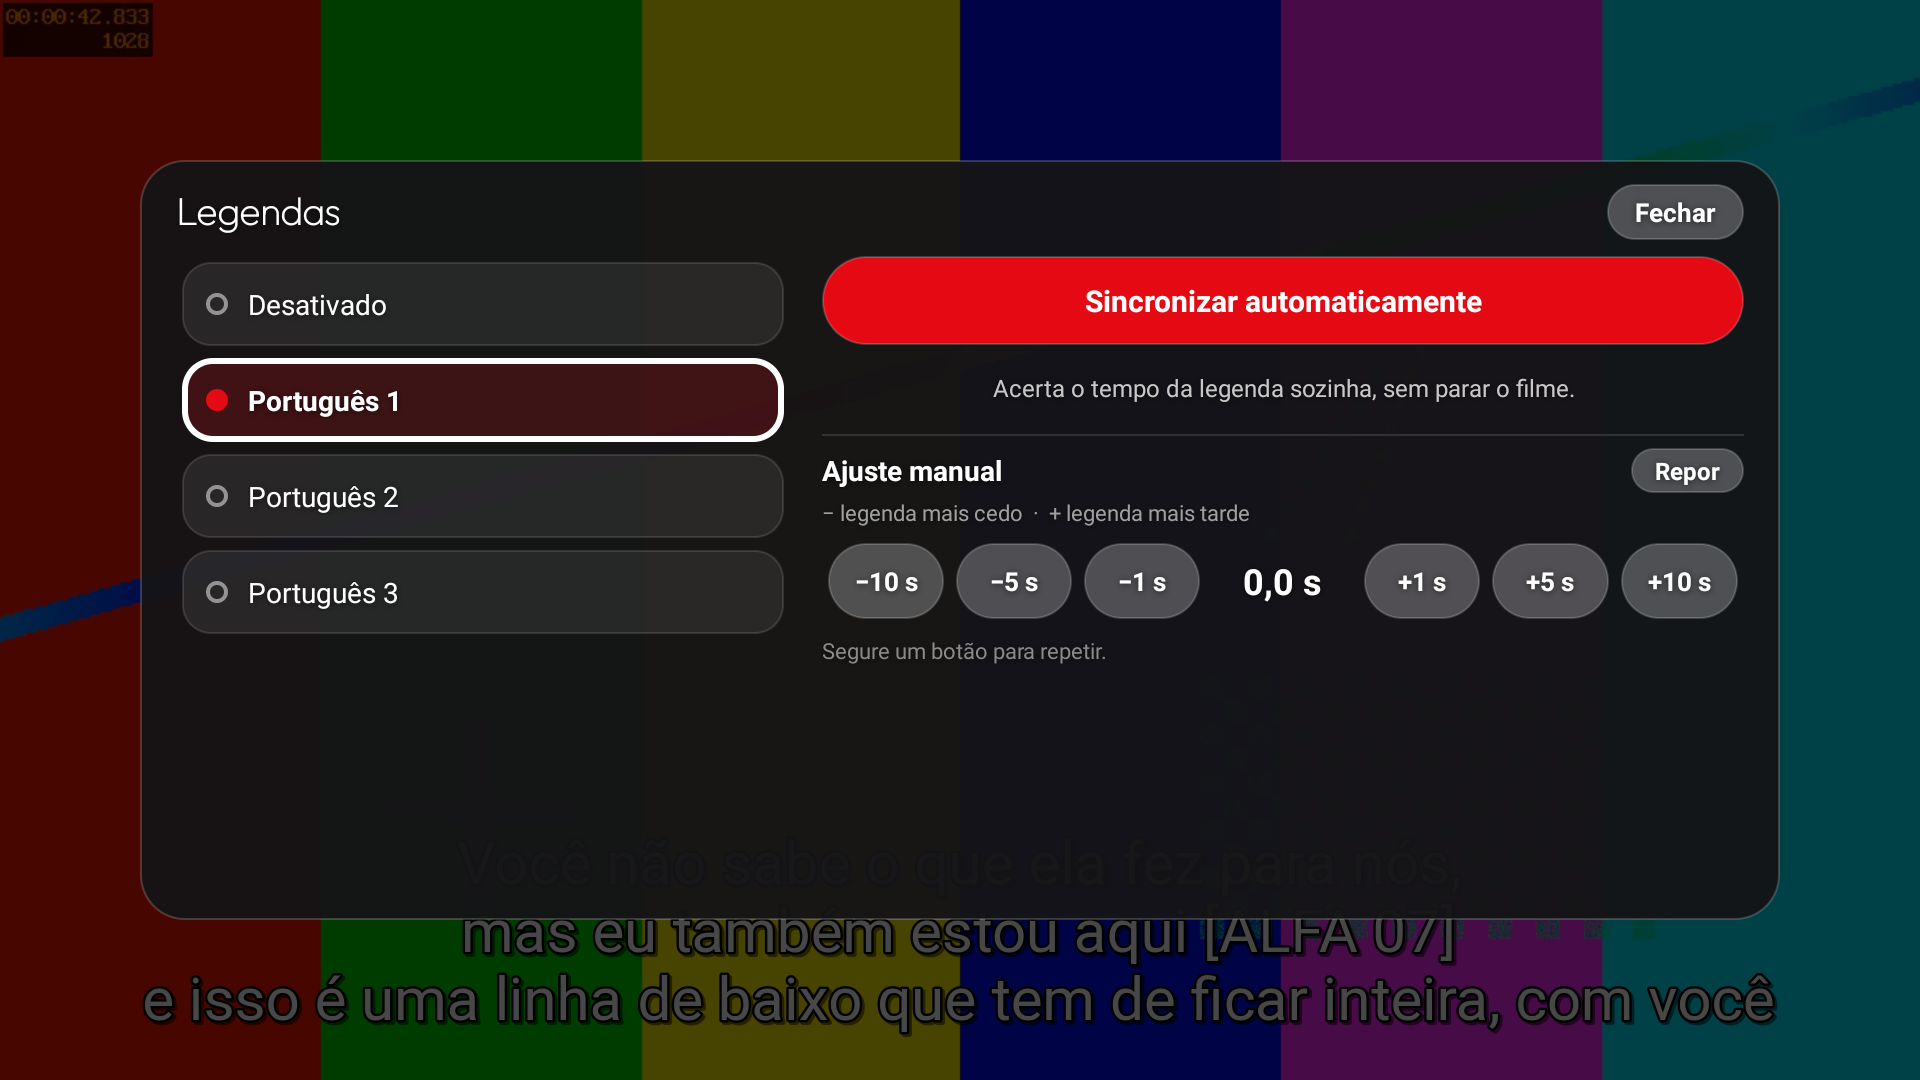 00:00:42.833
1028
Legendas
Fechar
Desativado
Português 1
Português 2
Português 3
Sincronizar automaticamente
Acerta o tempo da legenda sozinha, sem parar o filme.
Ajuste manual
Repor
− legenda mais cedo · + legenda mais tarde
−10 s −5 s −1 s 0,0 s +1 s +5 s +10 s
Segure um botão para repetir.
Você não sabe o que ela fez para nós,
mas eu também estou aqui [ALFA 07]
e isso é uma linha de baixo que tem de ficar inteira, com você